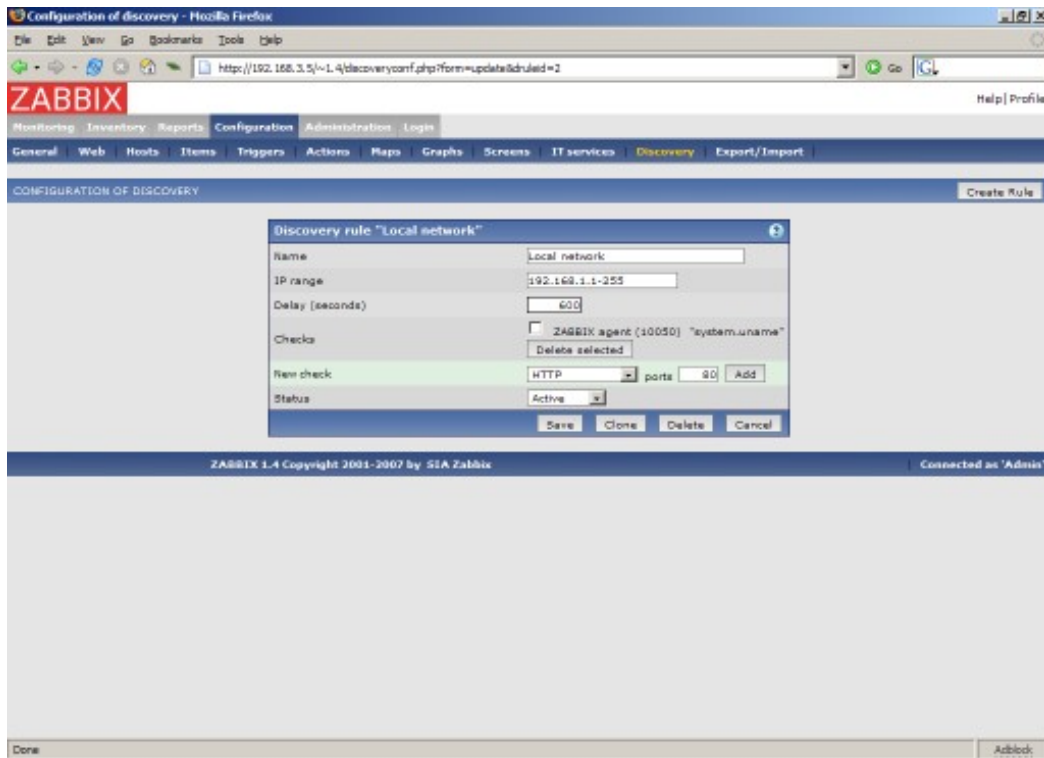 Configuration of discovery - Mozilla Firefox
File Edit View Go Bookmarks Tools Help
http://192.168.3.5/~1.4/discoveryconf.php?form=update&druleid=2 Go G
ZABBIX Help | Profile
Monitoring Inventory Reports Configuration Administration Login
General Web Hosts Items Triggers Actions Maps Graphs Screens IT services Discovery Export/Import
CONFIGURATION OF DISCOVERY Create Rule
Discovery rule "Local network" ?
Name Local network
IP range 192.168.1.1-255
Delay (seconds) 600
Checks ZABBIX agent (10050) "system.uname"
Delete selected
New check HTTP ports 80 Add
Status Active
Save Clone Delete Cancel
ZABBIX 1.4 Copyright 2001-2007 by SIA Zabbix Connected as 'Admin'
Done Adblock